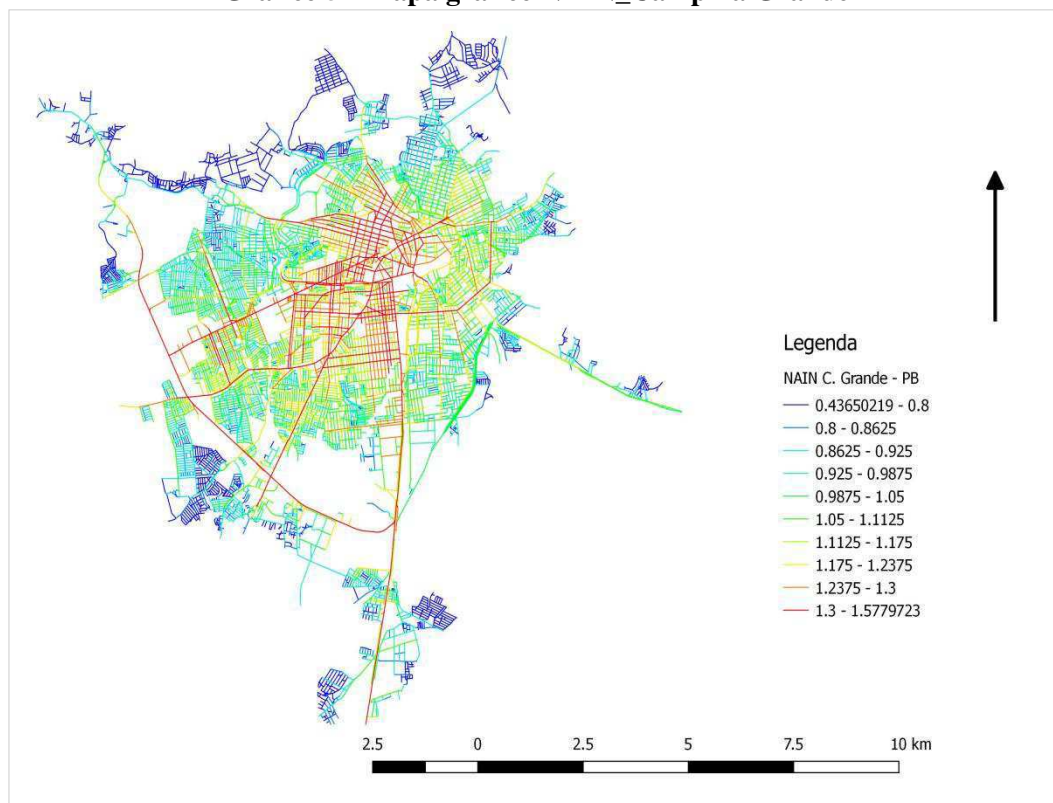 Legenda
NAIN C. Grande - PB
0.43650219 - 0.8
0.8 - 0.8625
0.8625 - 0.925
0.925 - 0.9875
0.9875 - 1.05
1.05 - 1.1125
1.1125 - 1.175
1.175 - 1.2375
1.2375 - 1.3
1.3 - 1.5779723
2.5 0 2.5 5 7.5 10 km